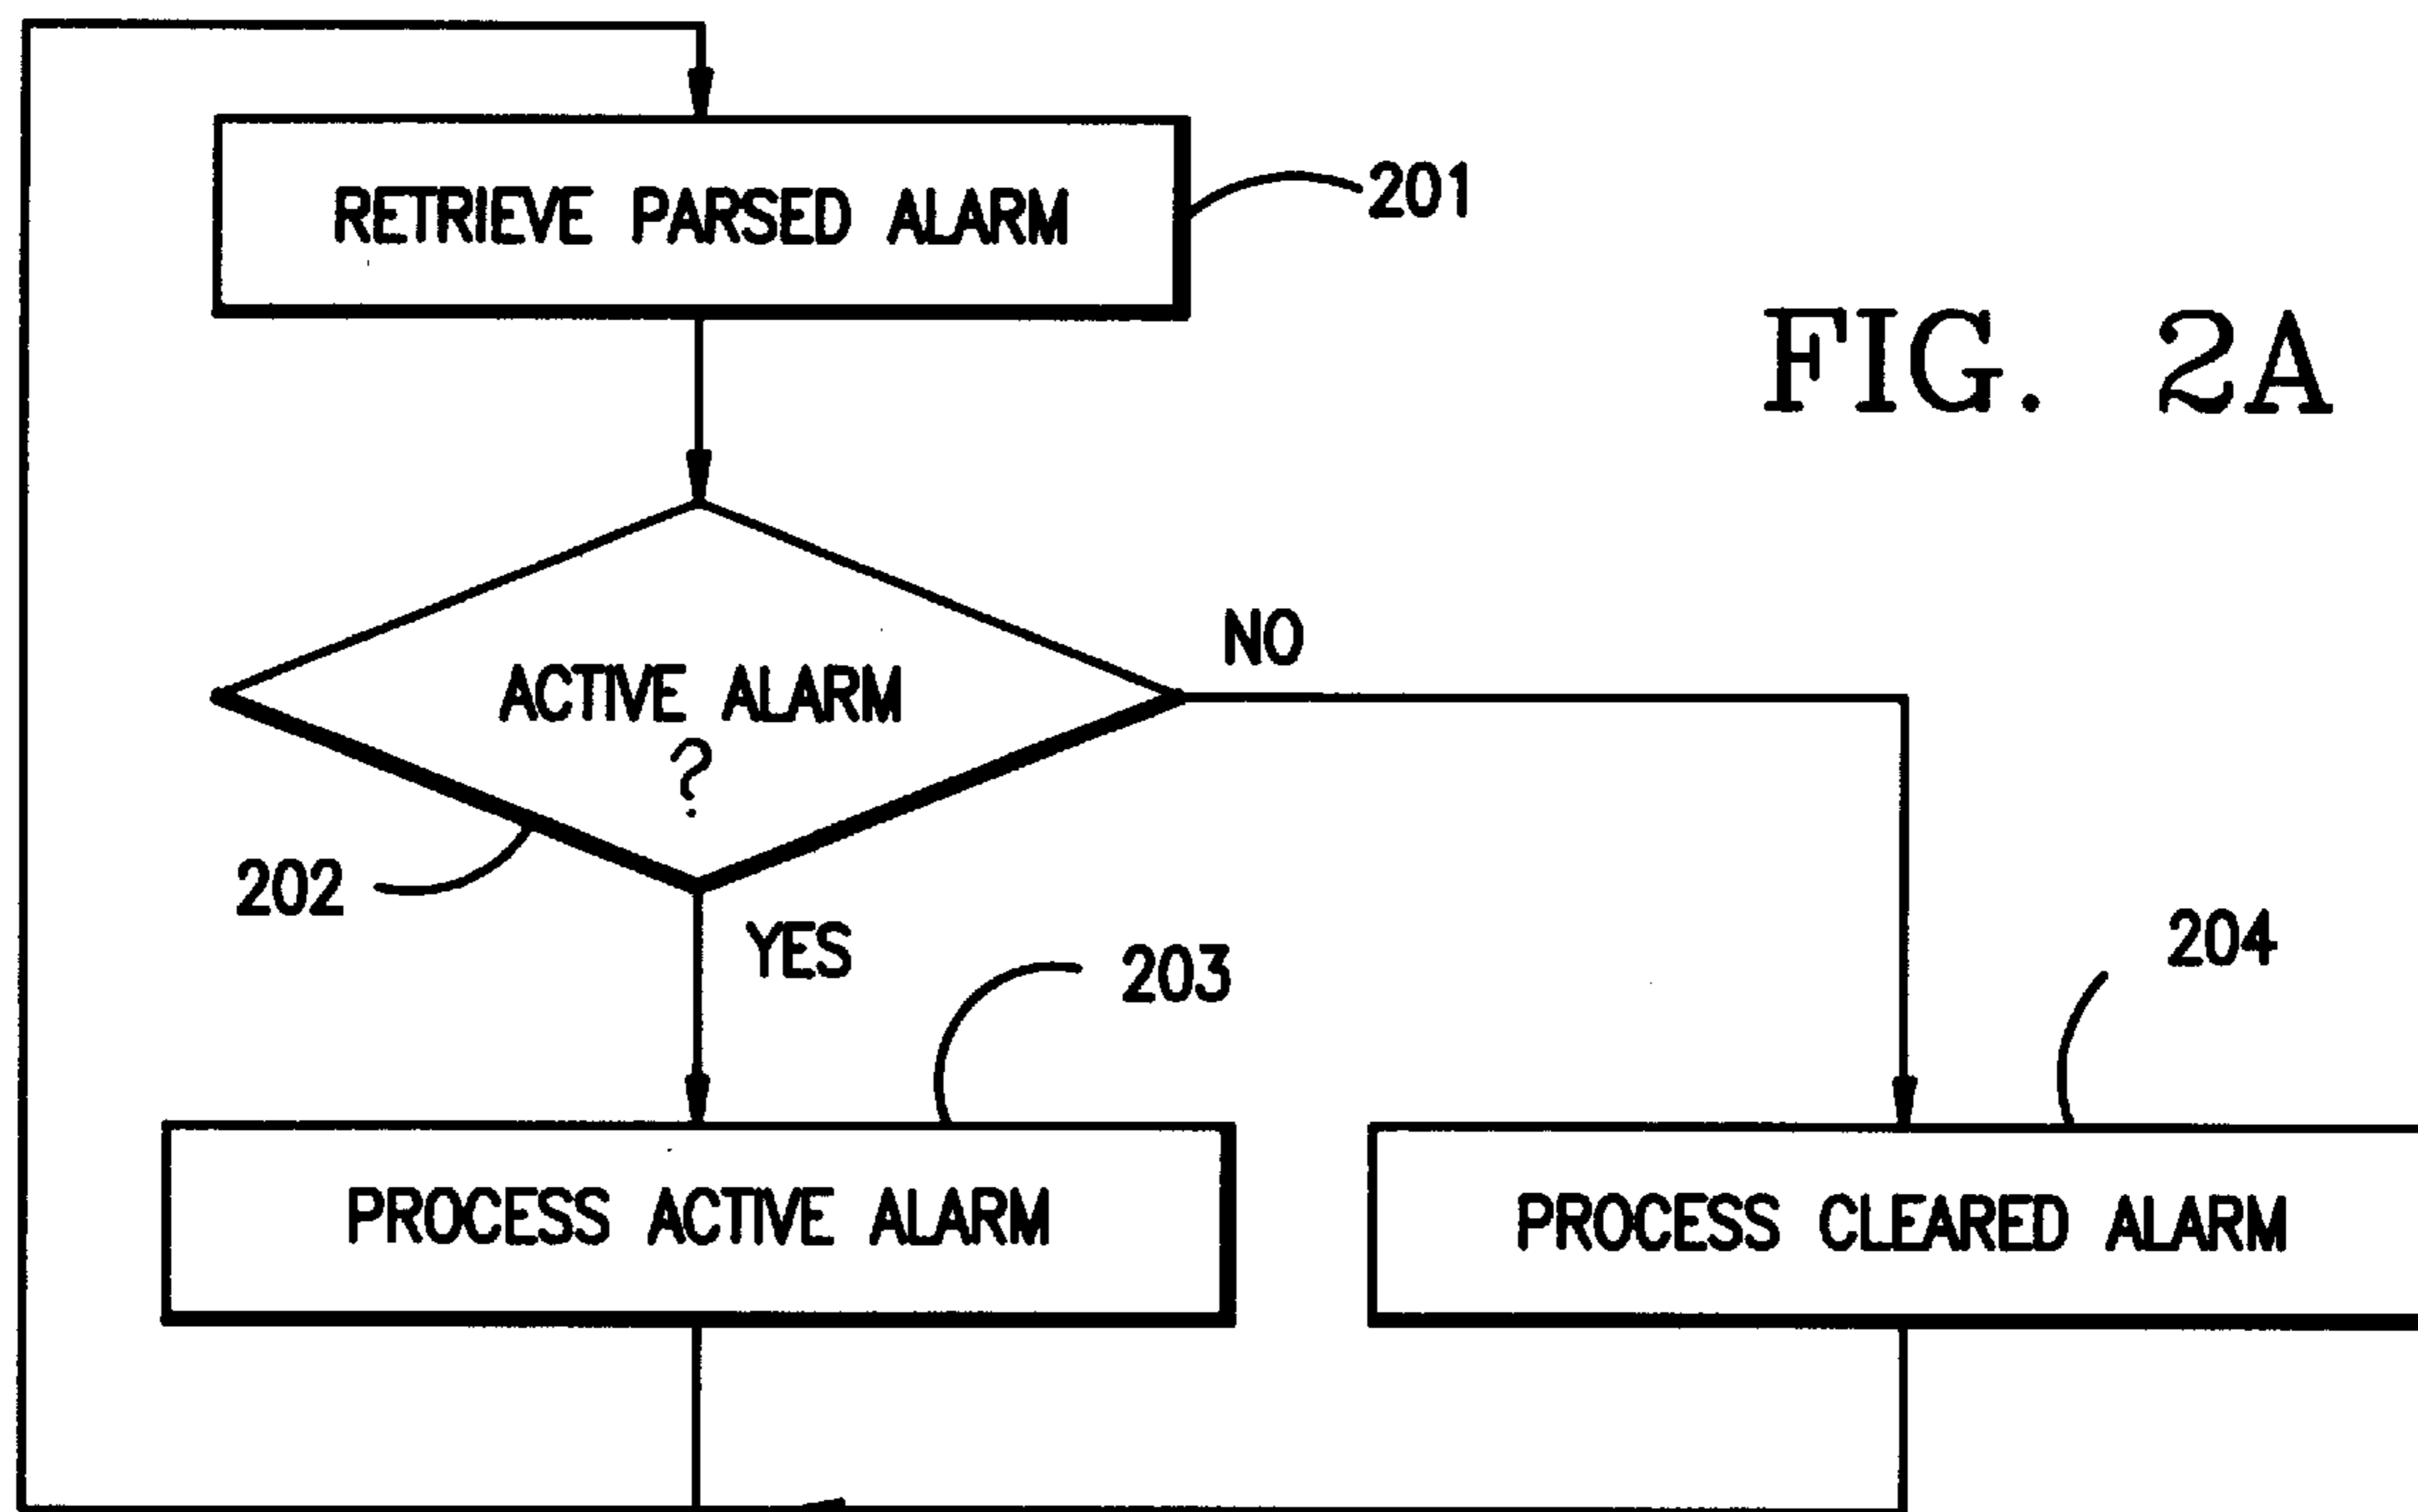 RETRIEVE PARSED ALARM
201
FIG. 2A
ACTIVE ALARM
?
NO
202
YES
203
204
PROCESS ACTIVE ALARM
PROCESS CLEARED ALARM